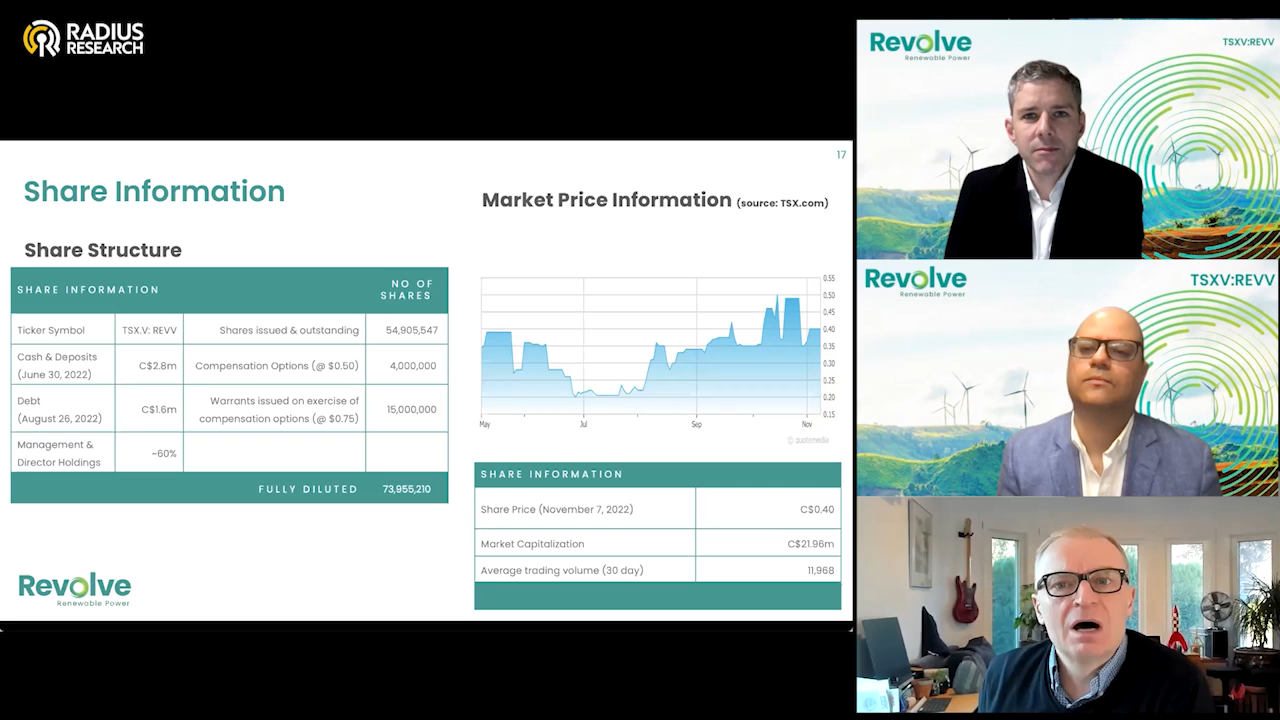 RADIUS
RESEARCH
17
Share Information
Share Structure
SHARE INFORMATION
NO OF
SHARES
Ticker Symbol
TSX.V: REVV
Shares issued & outstanding
54,905,547
Cash & Deposits
(June 30, 2022)
C$2.8m
Compensation Options (@ $0.50)
4,000,000
Debt
(August 26, 2022)
C$1.6m
Warrants issued on exercise of
compensation options (@ $0.75)
15,000,000
Management &
Director Holdings
~60%
FULLY DILUTED
73,955,210
Revolve
Renewable Power
Market Price Information (source: TSX.com)
0.55
0.50
0.45
0.40
0.35
0.30
0.25
0.20
0.15
May
Jul
Sep
Nov
© quotemedia
SHARE INFORMATION
Share Price (November 7, 2022)
C$0.40
Market Capitalization
C$21.96m
Average trading volume (30 day)
11,968
Revolve
Renewable Power
TSXV:REVV
Revolve
Renewable Power
TSXV:REVV